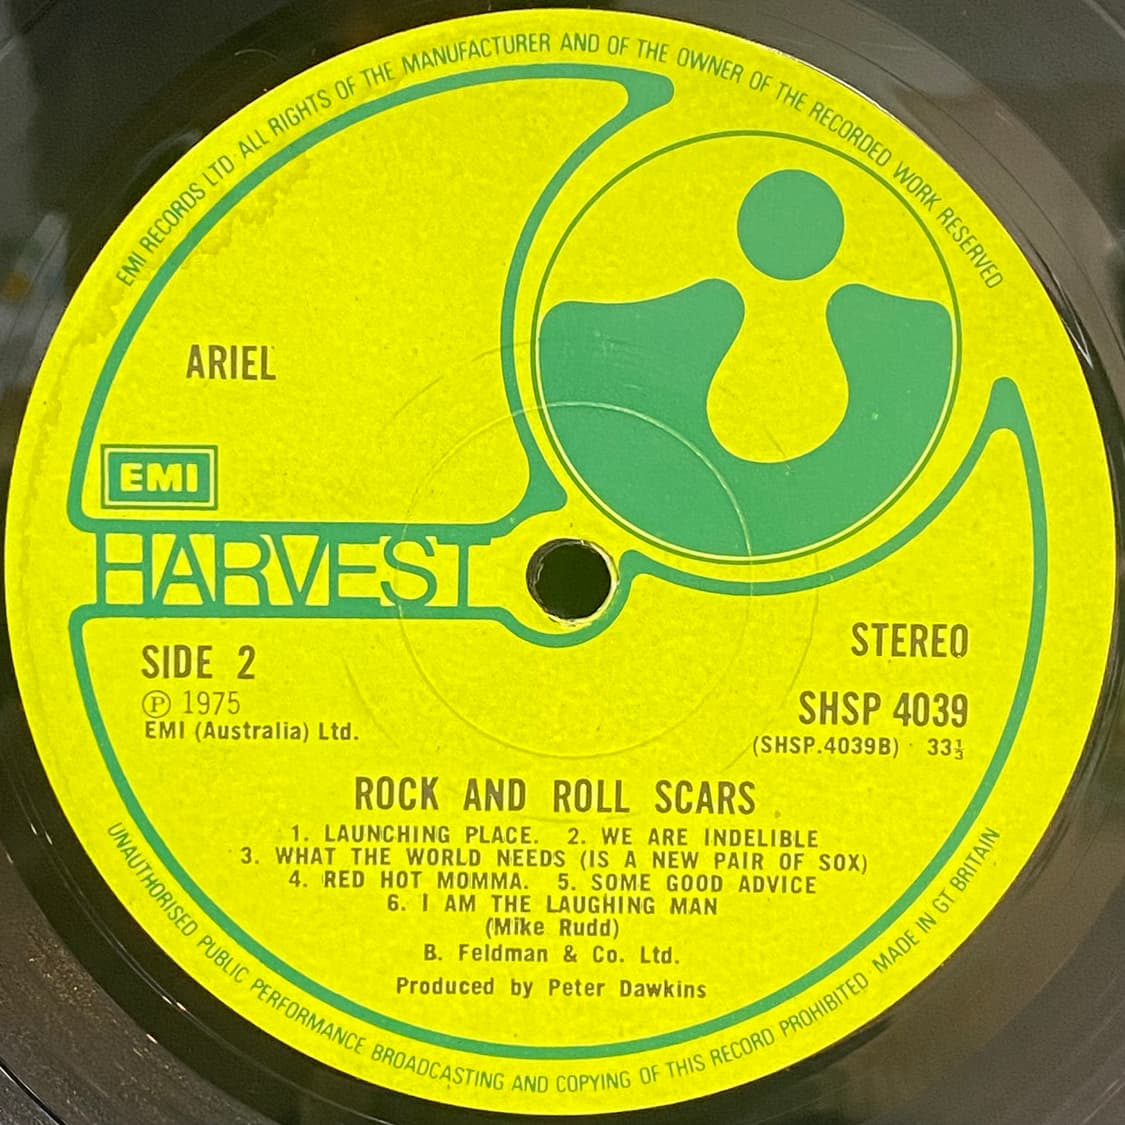 EMI RECORDS LTD ALL RIGHTS OF THE MANUFACTURER AND OF THE OWNER OF THE RECORDED WORK RESERVED
ARIEL
EMI
HARVEST
SIDE 2
STEREO
Ⓟ 1975
EMI (Australia) Ltd.
SHSP 4039
(SHSP.4039B) · 33⅓
ROCK AND ROLL SCARS
1. LAUNCHING PLACE. 2. WE ARE INDELIBLE
3. WHAT THE WORLD NEEDS (IS A NEW PAIR OF SOX)
4. RED HOT MOMMA. 5. SOME GOOD ADVICE
6. I AM THE LAUGHING MAN
(Mike Rudd)
B. Feldman & Co. Ltd.
Produced by Peter Dawkins
UNAUTHORISED PUBLIC PERFORMANCE BROADCASTING AND COPYING OF THIS RECORD PROHIBITED MADE IN GT BRITAIN